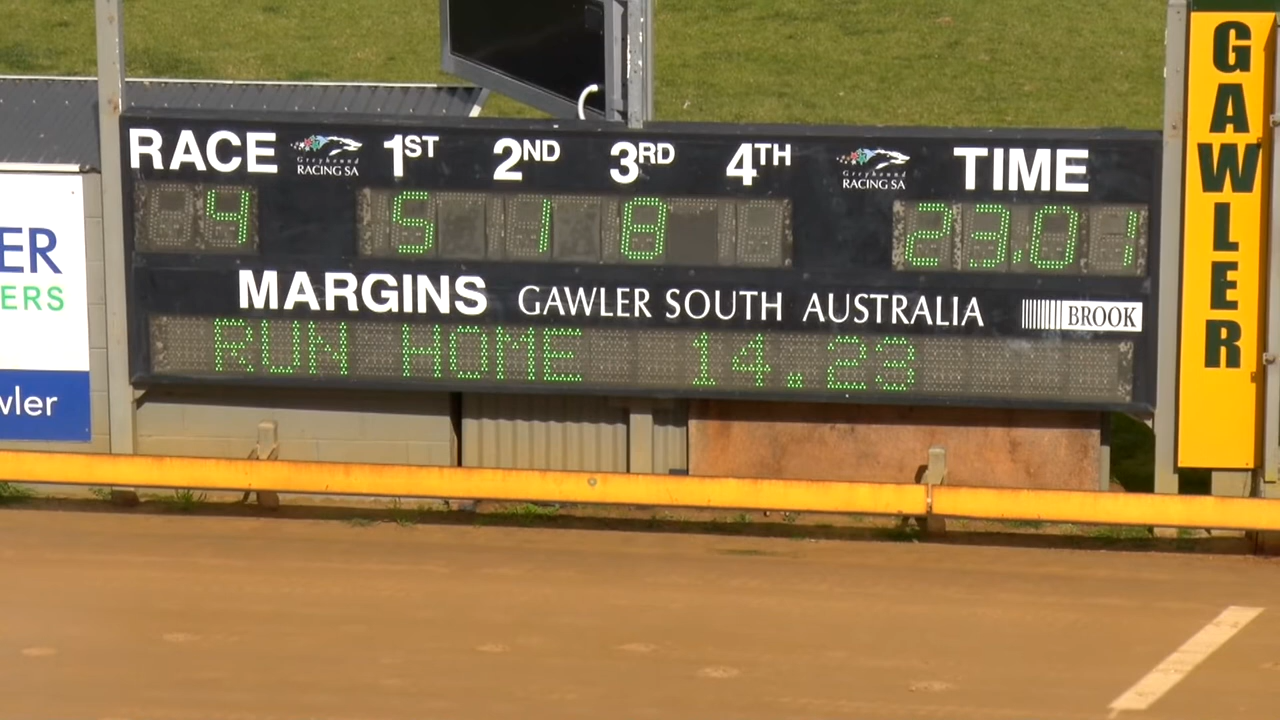 RACE Greyhound RACING SA 1ST 2ND 3RD 4TH Greyhound RACING SA TIME
4 5 1 8 23.01
MARGINS GAWLER SOUTH AUSTRALIA BROOK
RUN HOME 14.23
GAWLER
ER
ERS
wler